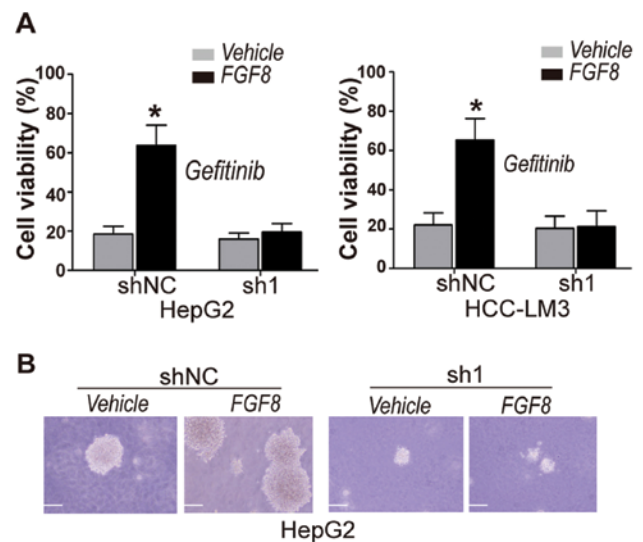 A
Vehicle
FGF8
Cell viability (%)
100
80
60
40
20
0
*
Gefitinib
shNC
sh1
HepG2
Vehicle
FGF8
Cell viability (%)
100
80
60
40
20
0
*
Gefitinib
shNC
sh1
HCC-LM3
B
shNC
sh1
Vehicle
FGF8
Vehicle
FGF8
HepG2